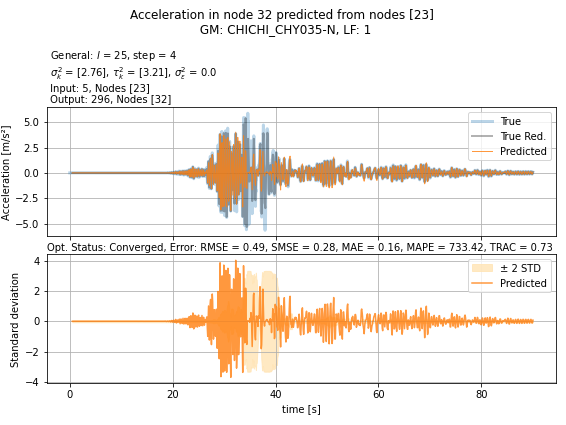 Acceleration in node 32 predicted from nodes [23]
GM: CHICHI_CHY035-N, LF: 1
General: l = 25, step = 4
σ²ₖ = [2.76], τ²ₖ = [3.21], σ²ε = 0.0
Input: 5, Nodes [23]
Output: 296, Nodes [32]
Acceleration [m/s²]
5.0
2.5
0.0
−2.5
−5.0
True
True Red.
Predicted
Opt. Status: Converged, Error: RMSE = 0.49, SMSE = 0.28, MAE = 0.16, MAPE = 733.42, TRAC = 0.73
Standard deviation
4
2
0
−2
−4
± 2 STD
Predicted
0 20 40 60 80
time [s]